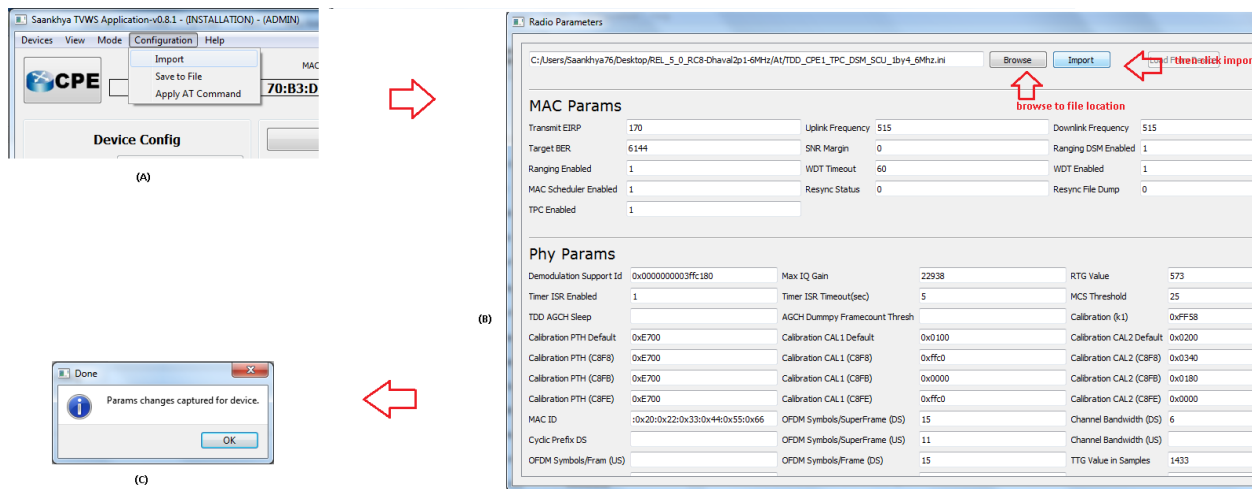 Saankhya TVWS Application-v0.8.1 - (INSTALLATION) - (ADMIN)
Devices View Mode Configuration Help
Import
Save to File
Apply AT Command
CPE
MAC
70:B3:D
Device Config
(A)
Radio Parameters
C:/Users/Saankhya76/Desktop/REL_5_0_RC8-Dhaval2p1-6MHz/At/TDD_CPE1_TPC_DSM_SCU_1by4_6Mhz.ini Browse Import then click import
browse to file location
MAC Params
Transmit EIRP 170 Uplink Frequency 515 Downlink Frequency 515
Target BER 6144 SNR Margin 0 Ranging DSM Enabled 1
Ranging Enabled 1 WDT Timeout 60 WDT Enabled 1
MAC Scheduler Enabled 1 Resync Status 0 Resync File Dump 0
TPC Enabled 1
Phy Params
Demodulation Support Id 0x0000000003ffc180 Max IQ Gain 22938 RTG Value 573
Timer ISR Enabled 1 Timer ISR Timeout(sec) 5 MCS Threshold 25
TDD AGCH Sleep AGCH Dummpy Framecount Thresh Calibration (k1) 0xFF58
Calibration PTH Default 0xE700 Calibration CAL1 Default 0x0100 Calibration CAL2 Default 0x0200
Calibration PTH (C8F8) 0xE700 Calibration CAL1 (C8F8) 0xffc0 Calibration CAL2 (C8F8) 0x0340
Calibration PTH (C8FB) 0xE700 Calibration CAL1 (C8FB) 0x0000 Calibration CAL2 (C8FB) 0x0180
Calibration PTH (C8FE) 0xE700 Calibration CAL1 (C8FE) 0xffc0 Calibration CAL2 (C8FE) 0x0000
MAC ID :0x20:0x22:0x33:0x44:0x55:0x66 OFDM Symbols/SuperFrame (DS) 15 Channel Bandwidth (DS) 6
Cyclic Prefix DS OFDM Symbols/SuperFrame (US) 11 Channel Bandwidth (US)
OFDM Symbols/Fram (US) OFDM Symbols/Frame (DS) 15 TTG Value in Samples 1433
(B)
Done
Params changes captured for device.
OK
(C)